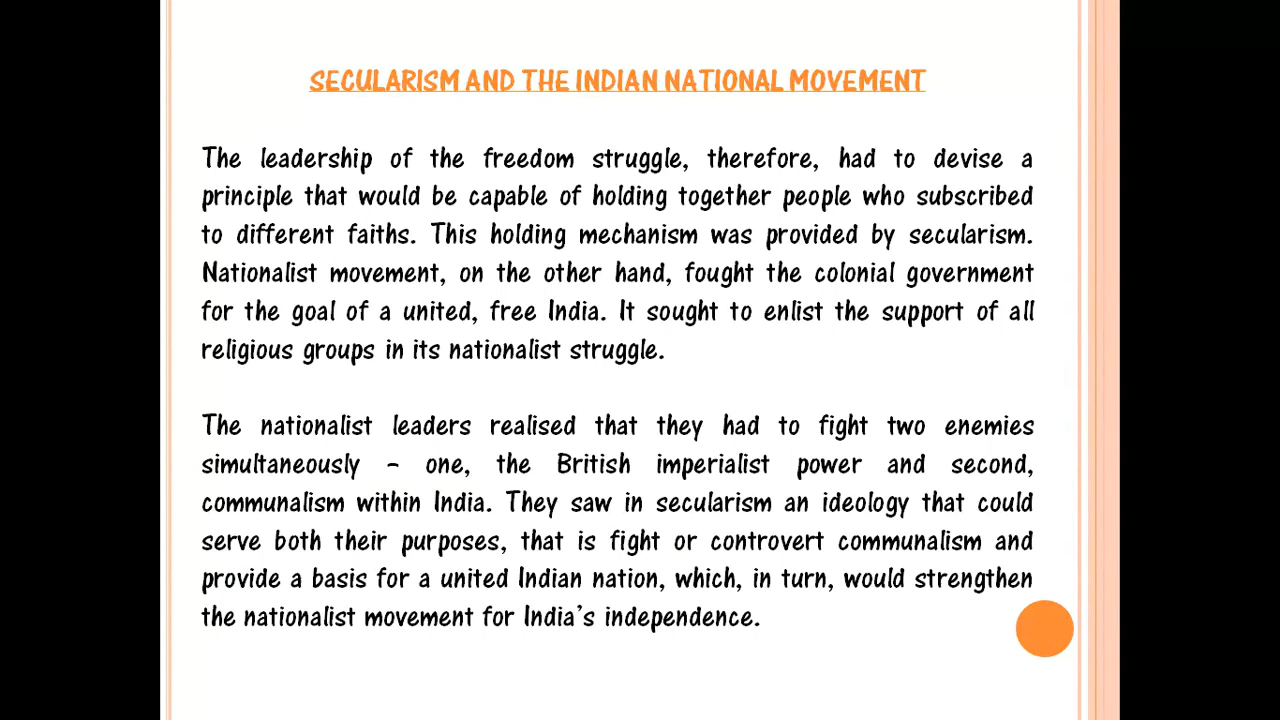 SECULARISM AND THE INDIAN NATIONAL MOVEMENT
The leadership of the freedom struggle, therefore, had to devise a
principle that would be capable of holding together people who subscribed
to different faiths. This holding mechanism was provided by secularism.
Nationalist movement, on the other hand, fought the colonial government
for the goal of a united, free India. It sought to enlist the support of all
religious groups in its nationalist struggle.
The nationalist leaders realised that they had to fight two enemies
simultaneously – one, the British imperialist power and second,
communalism within India. They saw in secularism an ideology that could
serve both their purposes, that is fight or controvert communalism and
provide a basis for a united Indian nation, which, in turn, would strengthen
the nationalist movement for India's independence.